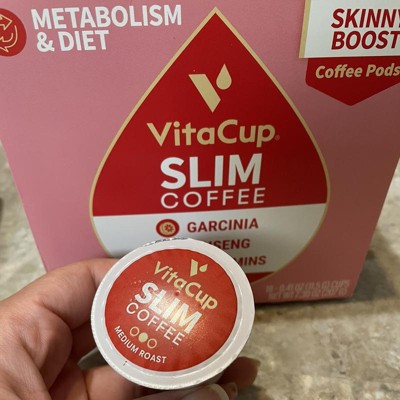 METABOLISM
& DIET
SKINNY
BOOST
Coffee Pods
VitaCup®
SLIM
COFFEE
GARCINIA
VitaCup
SLIM
COFFEE
MEDIUM ROAST